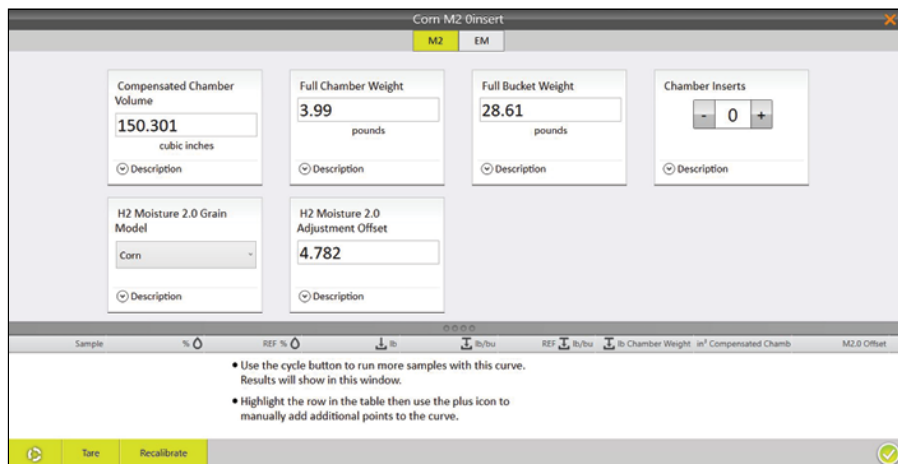 Corn M2 0insert
M2 EM
Compensated Chamber
Volume
150.301
cubic inches
Description
Full Chamber Weight
3.99
pounds
Description
Full Bucket Weight
28.61
pounds
Description
Chamber Inserts
- 0 +
Description
H2 Moisture 2.0 Grain
Model
Corn
Description
H2 Moisture 2.0
Adjustment Offset
4.782
Description
Sample % REF % lb lb/bu REF lb/bu lb Chamber Weight in³ Compensated Chamb M2.0 Offset
• Use the cycle button to run more samples with this curve.
Results will show in this window.
• Highlight the row in the table then use the plus icon to
manually add additional points to the curve.
Tare Recalibrate